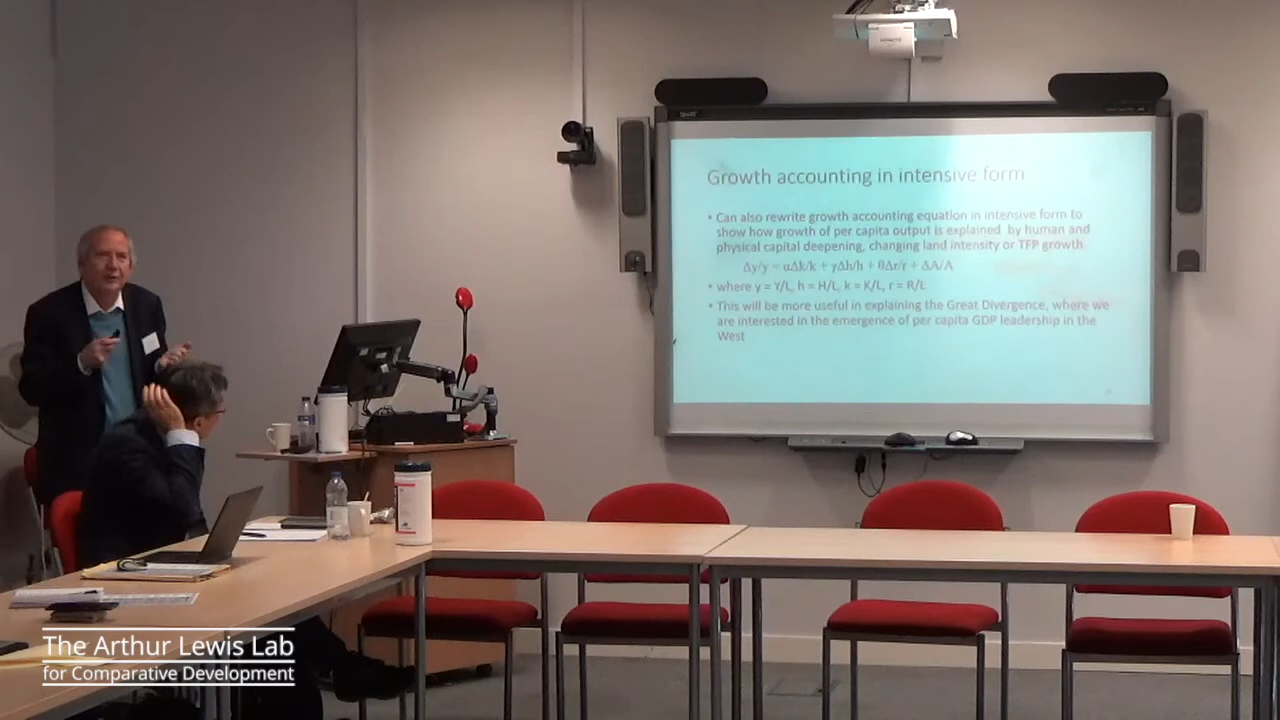 Growth accounting in intensive form
• Can also rewrite growth accounting equation in intensive form to
show how growth of per capita output is explained by human and
physical capital deepening, changing land intensity or TFP growth
Δy/y = αΔk/k + γΔh/h + θΔr/r + ΔA/A
• where y = Y/L, h = H/L, k = K/L, r = R/L
• This will be more useful in explaining the Great Divergence, where we
are interested in the emergence of per capita GDP leadership in the
West
The Arthur Lewis Lab
for Comparative Development